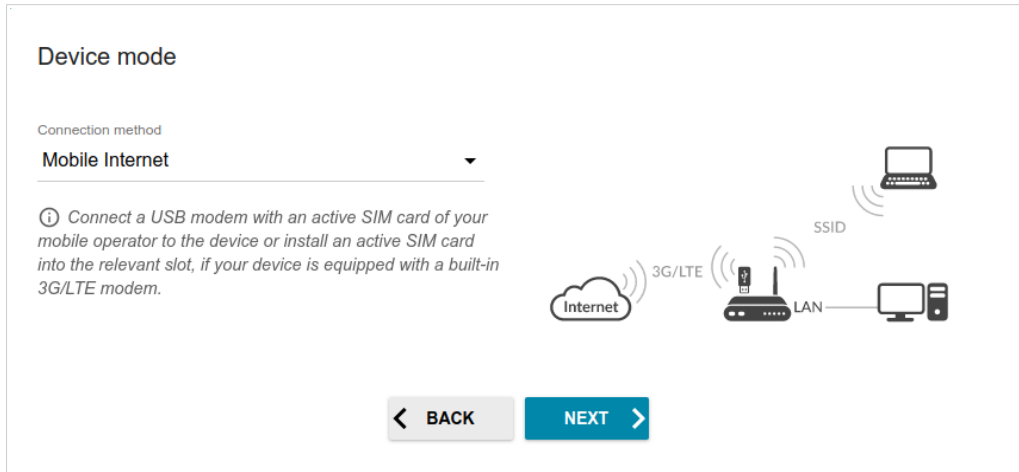 Device mode
Connection method
Mobile Internet
Connect a USB modem with an active SIM card of your
mobile operator to the device or install an active SIM card
into the relevant slot, if your device is equipped with a built-in
3G/LTE modem.
SSID
3G/LTE
Internet
LAN
BACK
NEXT